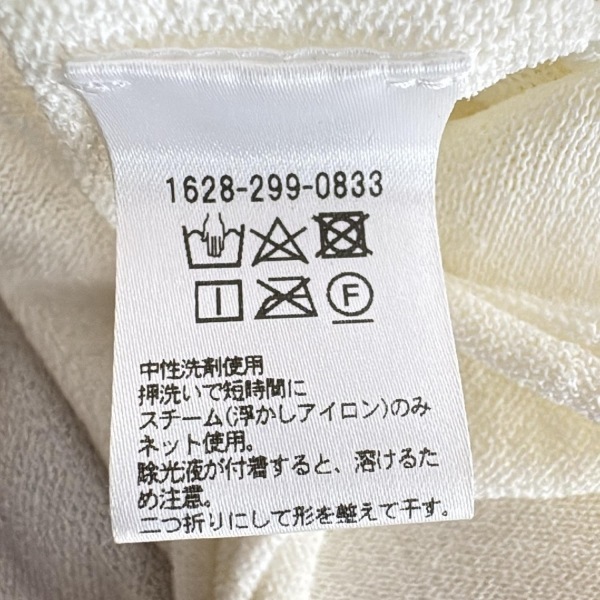 1628-299-0833
F
中性洗剤使用
押洗いで短時間に
スチーム(浮かしアイロン)のみ
ネット使用。
除光液が付着すると、溶けるた
め注意。
二つ折りにして形を整えて干す。